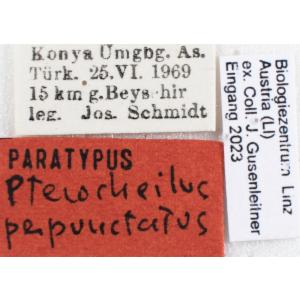 Konya Umgbg. As.
Türk. 25.VI. 1969
15 km g. Beys hir
leg. Jos. Schmidt
PARATYPUS
Pterocheilus
perpunctatus
Biologiezentrum Linz
Austria (LI)
ex. Coll. J. Gusenleitner
Eingang 2023